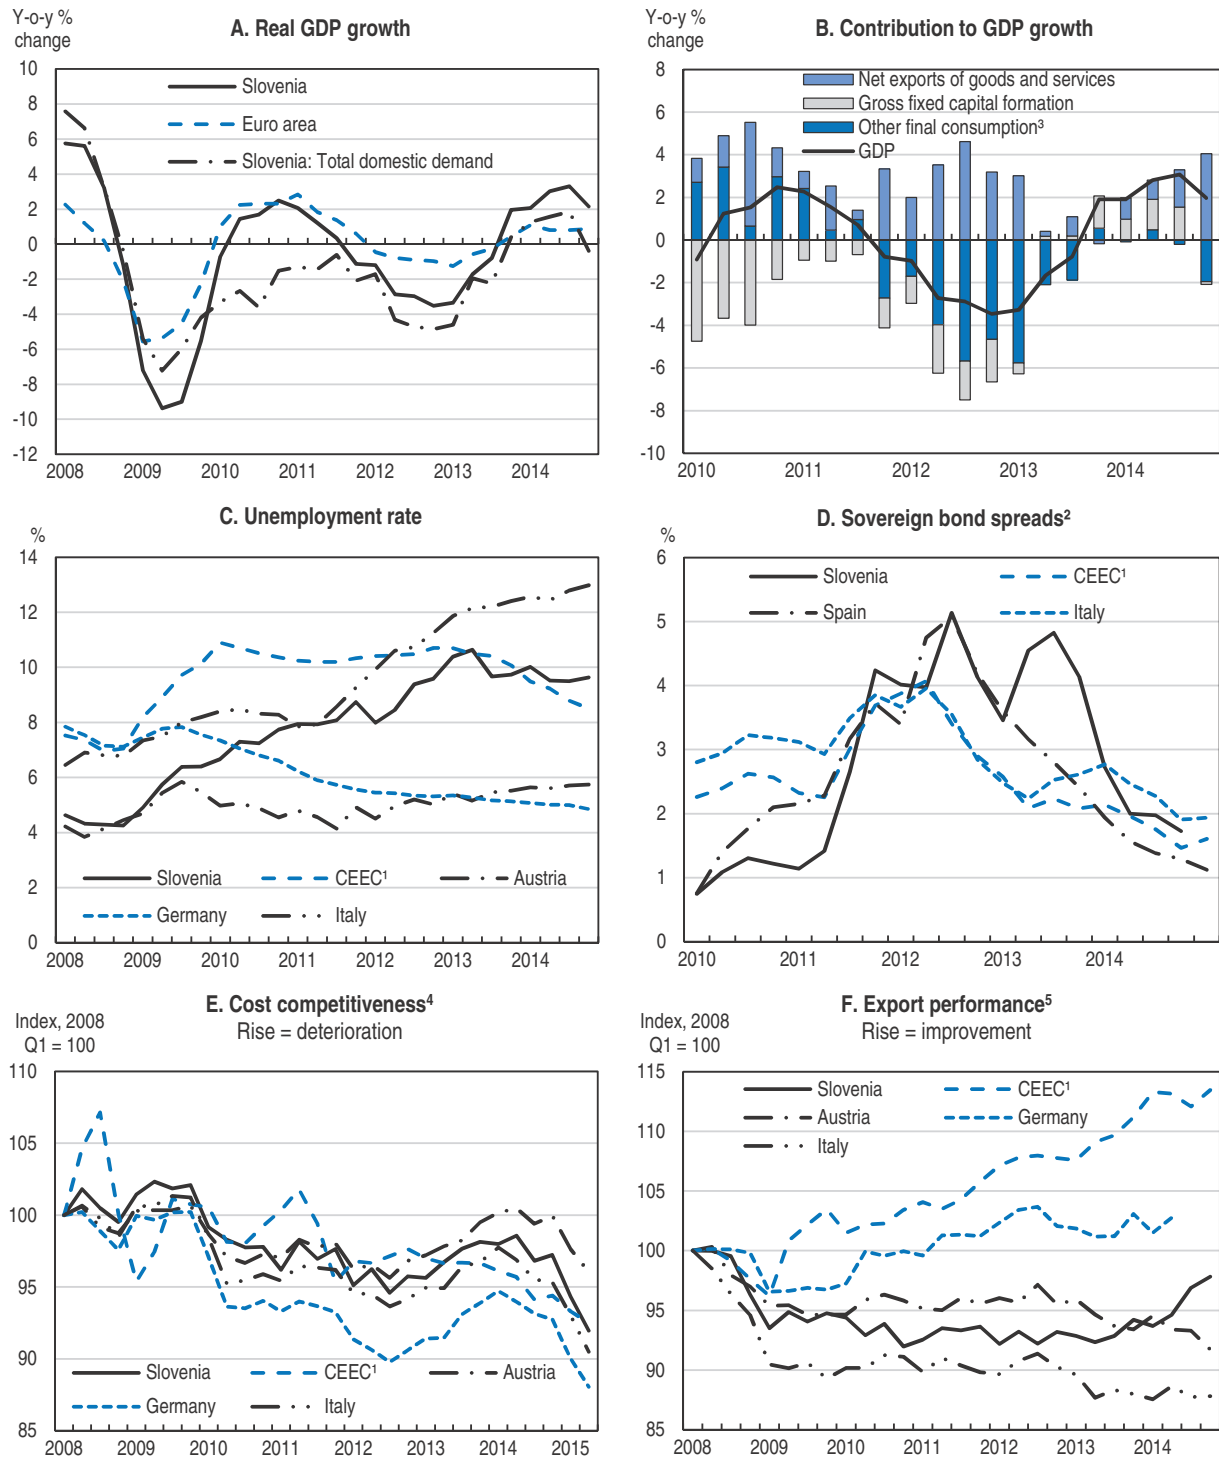 Y-o-y %
change
A. Real GDP growth
10
8
6
4
2
0
-2
-4
-6
-8
-10
-12
Slovenia
Euro area
Slovenia: Total domestic demand
2008 2009 2010 2011 2012 2013 2014
Y-o-y %
change
B. Contribution to GDP growth
8
6
4
2
0
-2
-4
-6
-8
-10
Net exports of goods and services
Gross fixed capital formation
Other final consumption³
GDP
2010 2011 2012 2013 2014
C. Unemployment rate
%
14
12
10
8
6
4
2
0
Slovenia CEEC¹ Austria
Germany Italy
2008 2009 2010 2011 2012 2013 2014
D. Sovereign bond spreads²
%
6
5
4
3
2
1
0
Slovenia CEEC¹
Spain Italy
2010 2011 2012 2013 2014
E. Cost competitiveness⁴
Rise = deterioration
Index, 2008
Q1 = 100
110
105
100
95
90
85
Slovenia CEEC¹ Austria
Germany Italy
2008 2009 2010 2011 2012 2013 2014 2015
F. Export performance⁵
Rise = improvement
Index, 2008
Q1 = 100
115
110
105
100
95
90
85
Slovenia CEEC¹
Austria Germany
Italy
2008 2009 2010 2011 2012 2013 2014